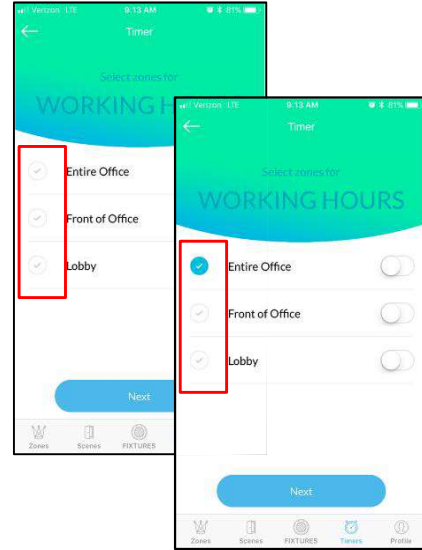 Verizon LTE 9:13 AM 81%
Timer
Select zones for
WORKING H
Entire Office
Front of Office
Lobby
Next
Zones Scenes FIXTURES
Verizon LTE 9:13 AM 81%
Timer
Select zones for
WORKING HOURS
Entire Office
Front of Office
Lobby
Next
Zones Scenes FIXTURES Timers Profile